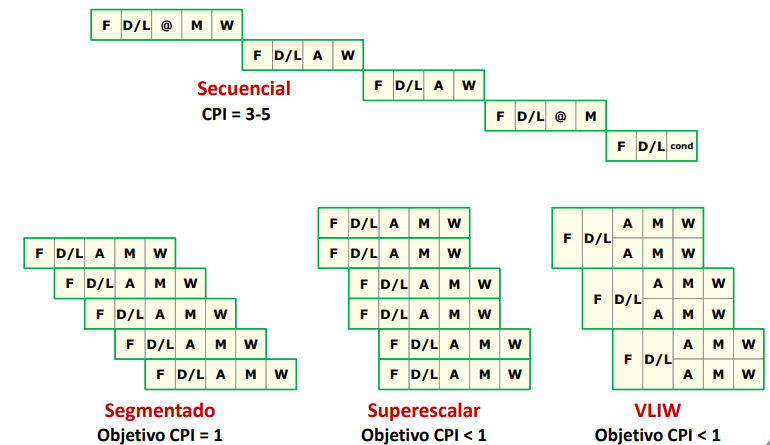 F D/L @ M W
F D/L A W
F D/L A W
F D/L @ M
F D/L cond
Secuencial
CPI = 3-5
F D/L A M W
F D/L A M W
F D/L A M W
F D/L A M W
F D/L A M W
Segmentado
Objetivo CPI = 1
F D/L A M W
F D/L A M W
F D/L A M W
F D/L A M W
F D/L A M W
F D/L A M W
Superescalar
Objetivo CPI < 1
F D/L A M W
A M W
F D/L A M W
A M W
F D/L A M W
A M W
VLIW
Objetivo CPI < 1